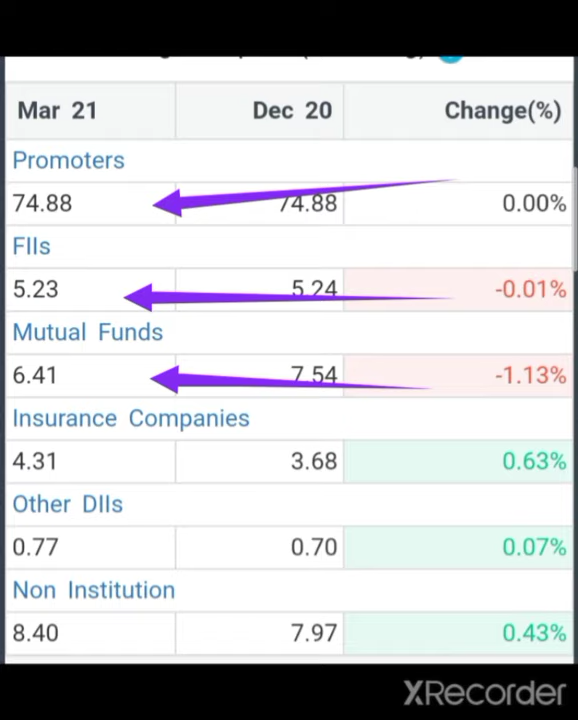 Mar 21 Dec 20 Change(%)
Promoters
74.88 74.88 0.00%
FIIs
5.23 5.24 -0.01%
Mutual Funds
6.41 7.54 -1.13%
Insurance Companies
4.31 3.68 0.63%
Other DIIs
0.77 0.70 0.07%
Non Institution
8.40 7.97 0.43%
XRecorder